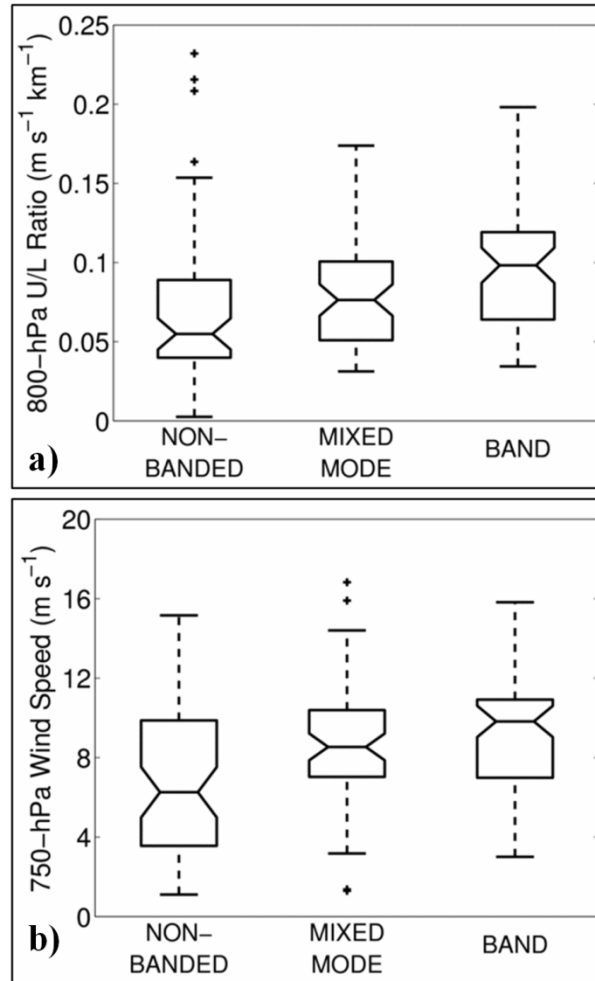 0.25
0.2
0.15
0.1
0.05
0
800−hPa U/L Ratio (m s⁻¹ km⁻¹)
NON−
BANDED
MIXED
MODE
BAND
a)
20
16
12
8
4
0
750−hPa Wind Speed (m s⁻¹)
NON−
BANDED
MIXED
MODE
BAND
b)